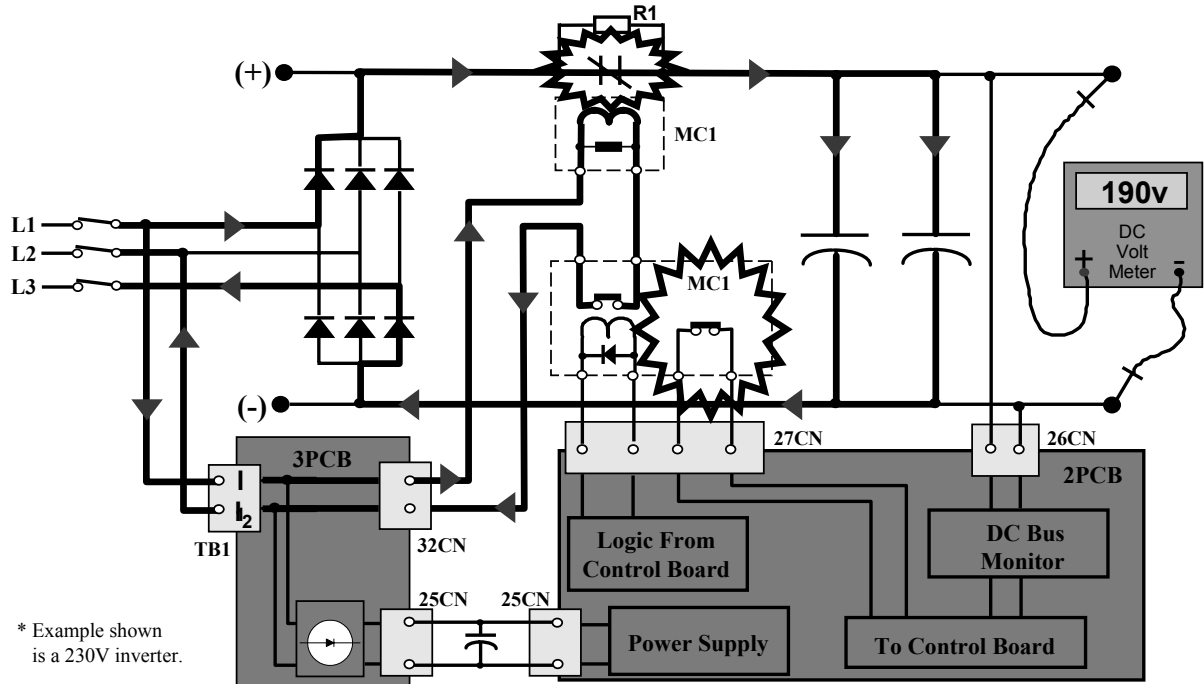 R1
(+)
MC1
190v
DC
Volt
Meter
+
-
L1
L2
L3
MC1
(-)
27CN
26CN
3PCB
2PCB
TB1
32CN
Logic From
Control Board
DC Bus
Monitor
25CN
25CN
Power Supply
To Control Board
* Example shown
is a 230V inverter.